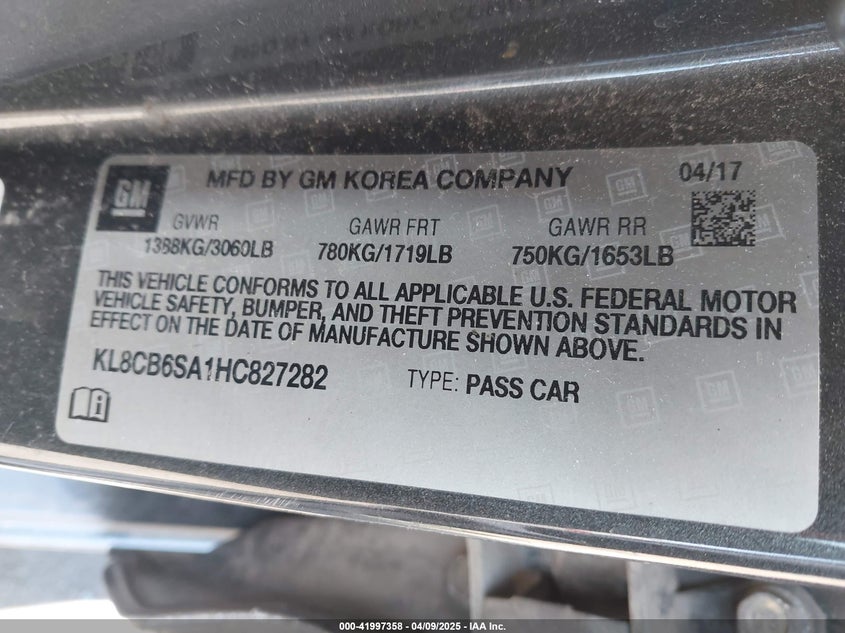 GM
MFD BY GM KOREA COMPANY
04/17
GVWR GAWR FRT GAWR RR
1388KG/3060LB 780KG/1719LB 750KG/1653LB
THIS VEHICLE CONFORMS TO ALL APPLICABLE U.S. FEDERAL MOTOR
VEHICLE SAFETY, BUMPER, AND THEFT PREVENTION STANDARDS IN
EFFECT ON THE DATE OF MANUFACTURE SHOWN ABOVE.
KL8CB6SA1HC827282 TYPE: PASS CAR
000-41997358 | 04/09/2025 - IAA Inc.